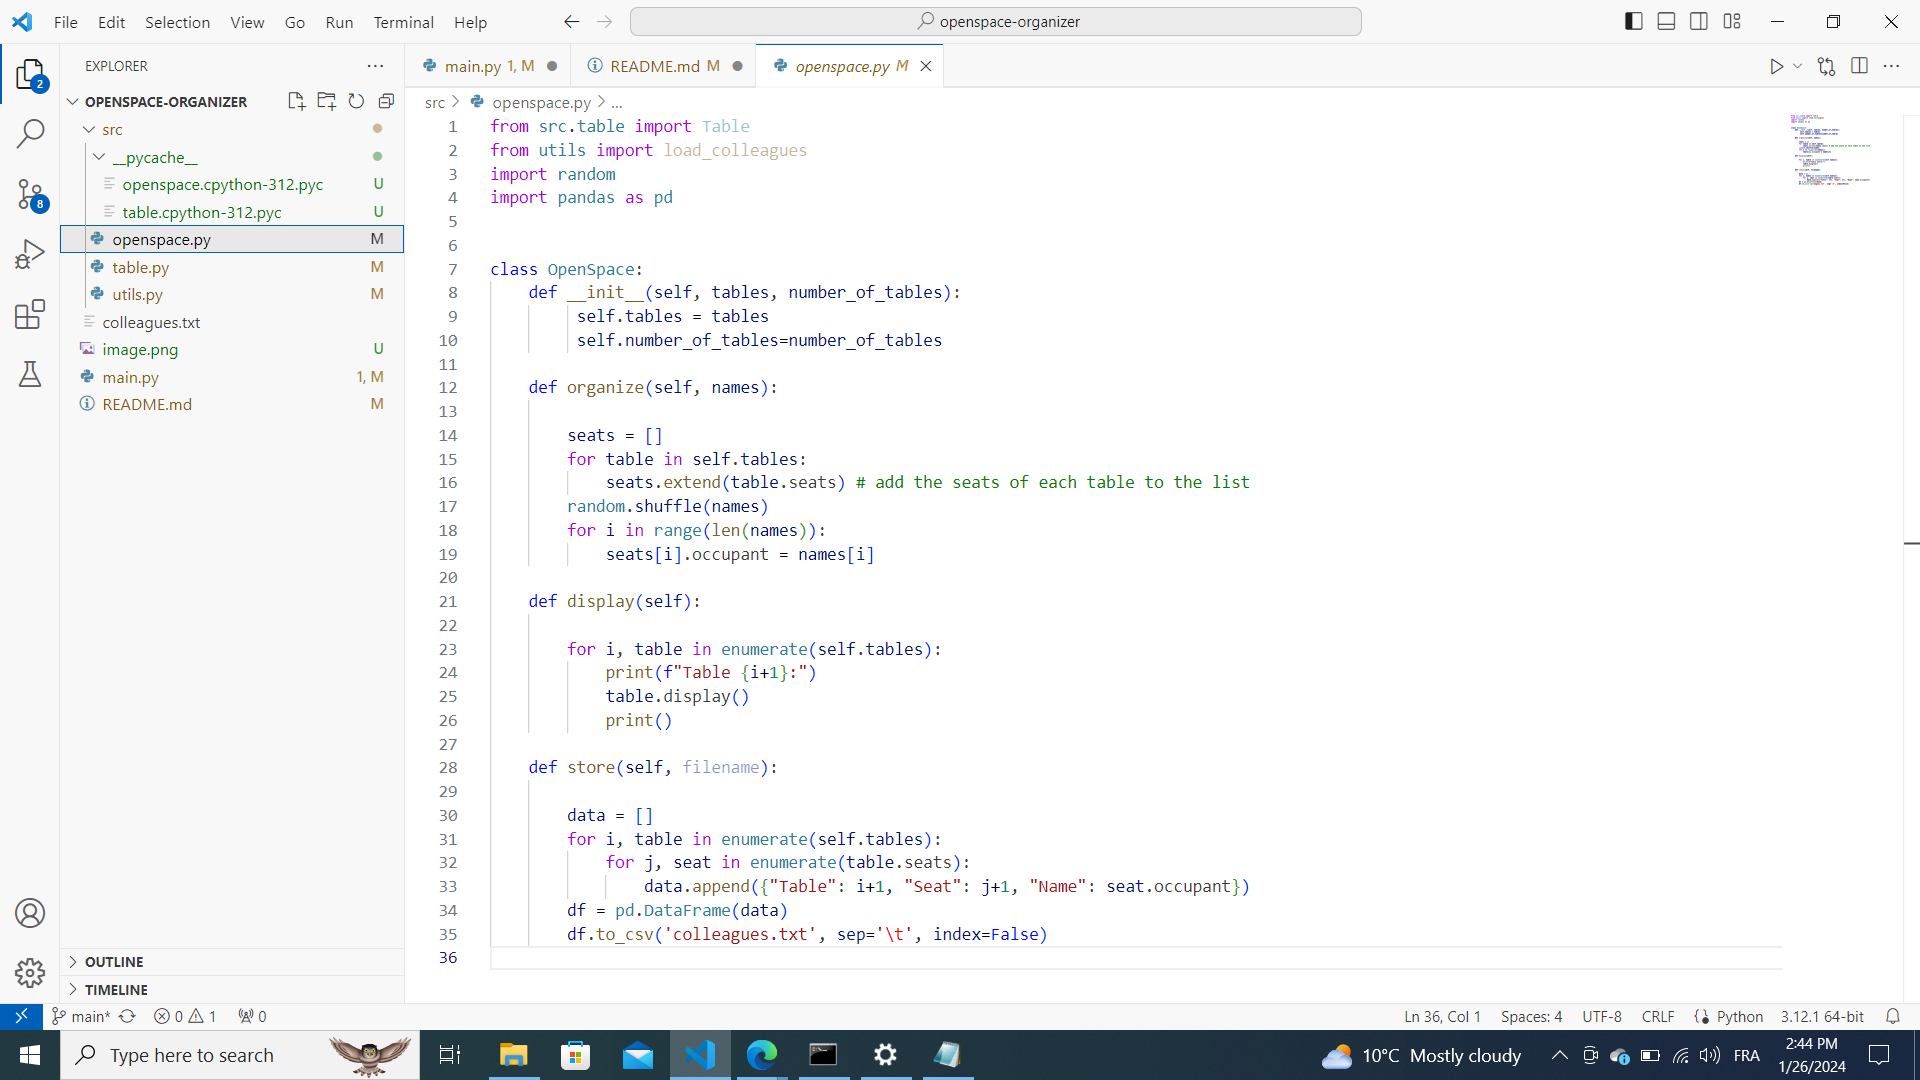 File Edit Selection View Go Run Terminal Help
openspace-organizer
EXPLORER
main.py 1, M
README.md M
openspace.py M
OPENSPACE-ORGANIZER
src
__pycache__
openspace.cpython-312.pyc U
table.cpython-312.pyc U
openspace.py M
table.py M
utils.py M
colleagues.txt
image.png U
main.py 1, M
README.md M
OUTLINE
TIMELINE
2
8
src > openspace.py > ...
1 from src.table import Table
2 from utils import load_colleagues
3 import random
4 import pandas as pd
5
6
7 class OpenSpace:
8 def __init__(self, tables, number_of_tables):
9 self.tables = tables
10 self.number_of_tables=number_of_tables
11
12 def organize(self, names):
13
14 seats = []
15 for table in self.tables:
16 seats.extend(table.seats) # add the seats of each table to the list
17 random.shuffle(names)
18 for i in range(len(names)):
19 seats[i].occupant = names[i]
20
21 def display(self):
22
23 for i, table in enumerate(self.tables):
24 print(f"Table {i+1}:")
25 table.display()
26 print()
27
28 def store(self, filename):
29
30 data = []
31 for i, table in enumerate(self.tables):
32 for j, seat in enumerate(table.seats):
33 data.append({"Table": i+1, "Seat": j+1, "Name": seat.occupant})
34 df = pd.DataFrame(data)
35 df.to_csv('colleagues.txt', sep='\t', index=False)
36
main* 0 1 0
Ln 36, Col 1 Spaces: 4 UTF-8 CRLF Python 3.12.1 64-bit
Type here to search
10°C Mostly cloudy
FRA
2:44 PM
1/26/2024